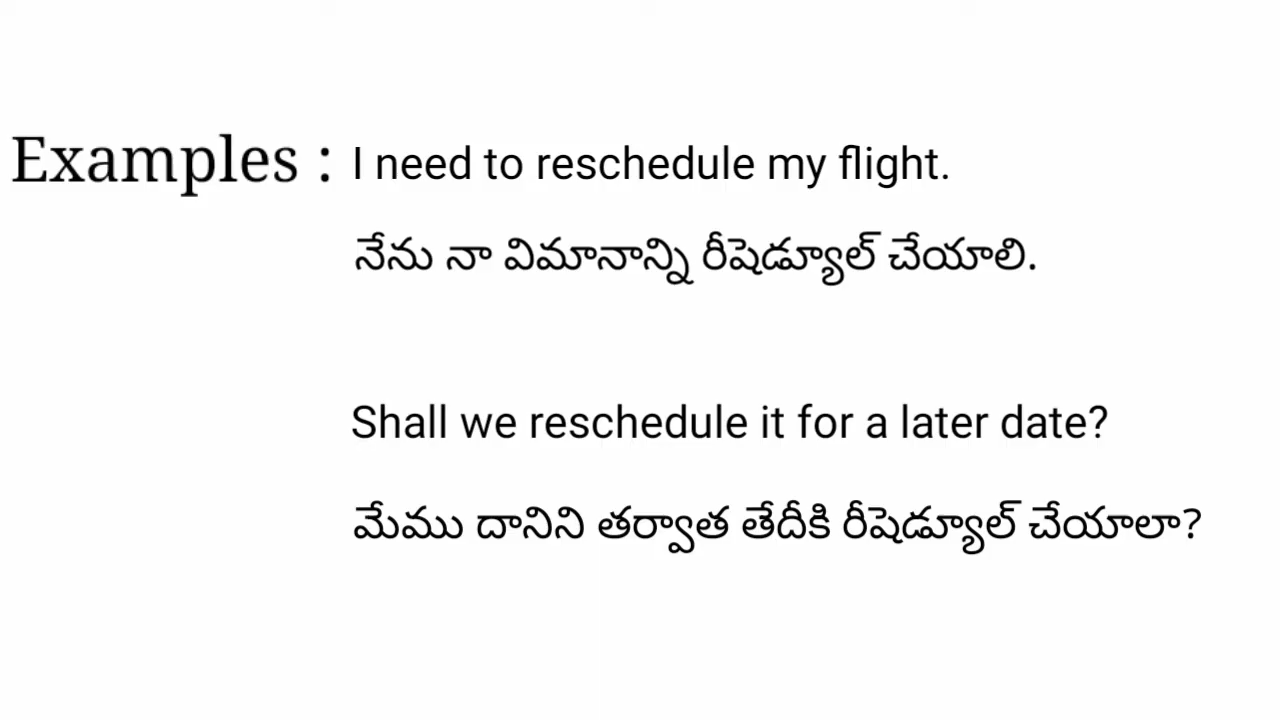 Examples : I need to reschedule my flight.
నేను నా విమానాన్ని రీషెడ్యూల్ చేయాలి.
Shall we reschedule it for a later date?
మేము దానిని తర్వాత తేదీకి రీషెడ్యూల్ చేయాలా?